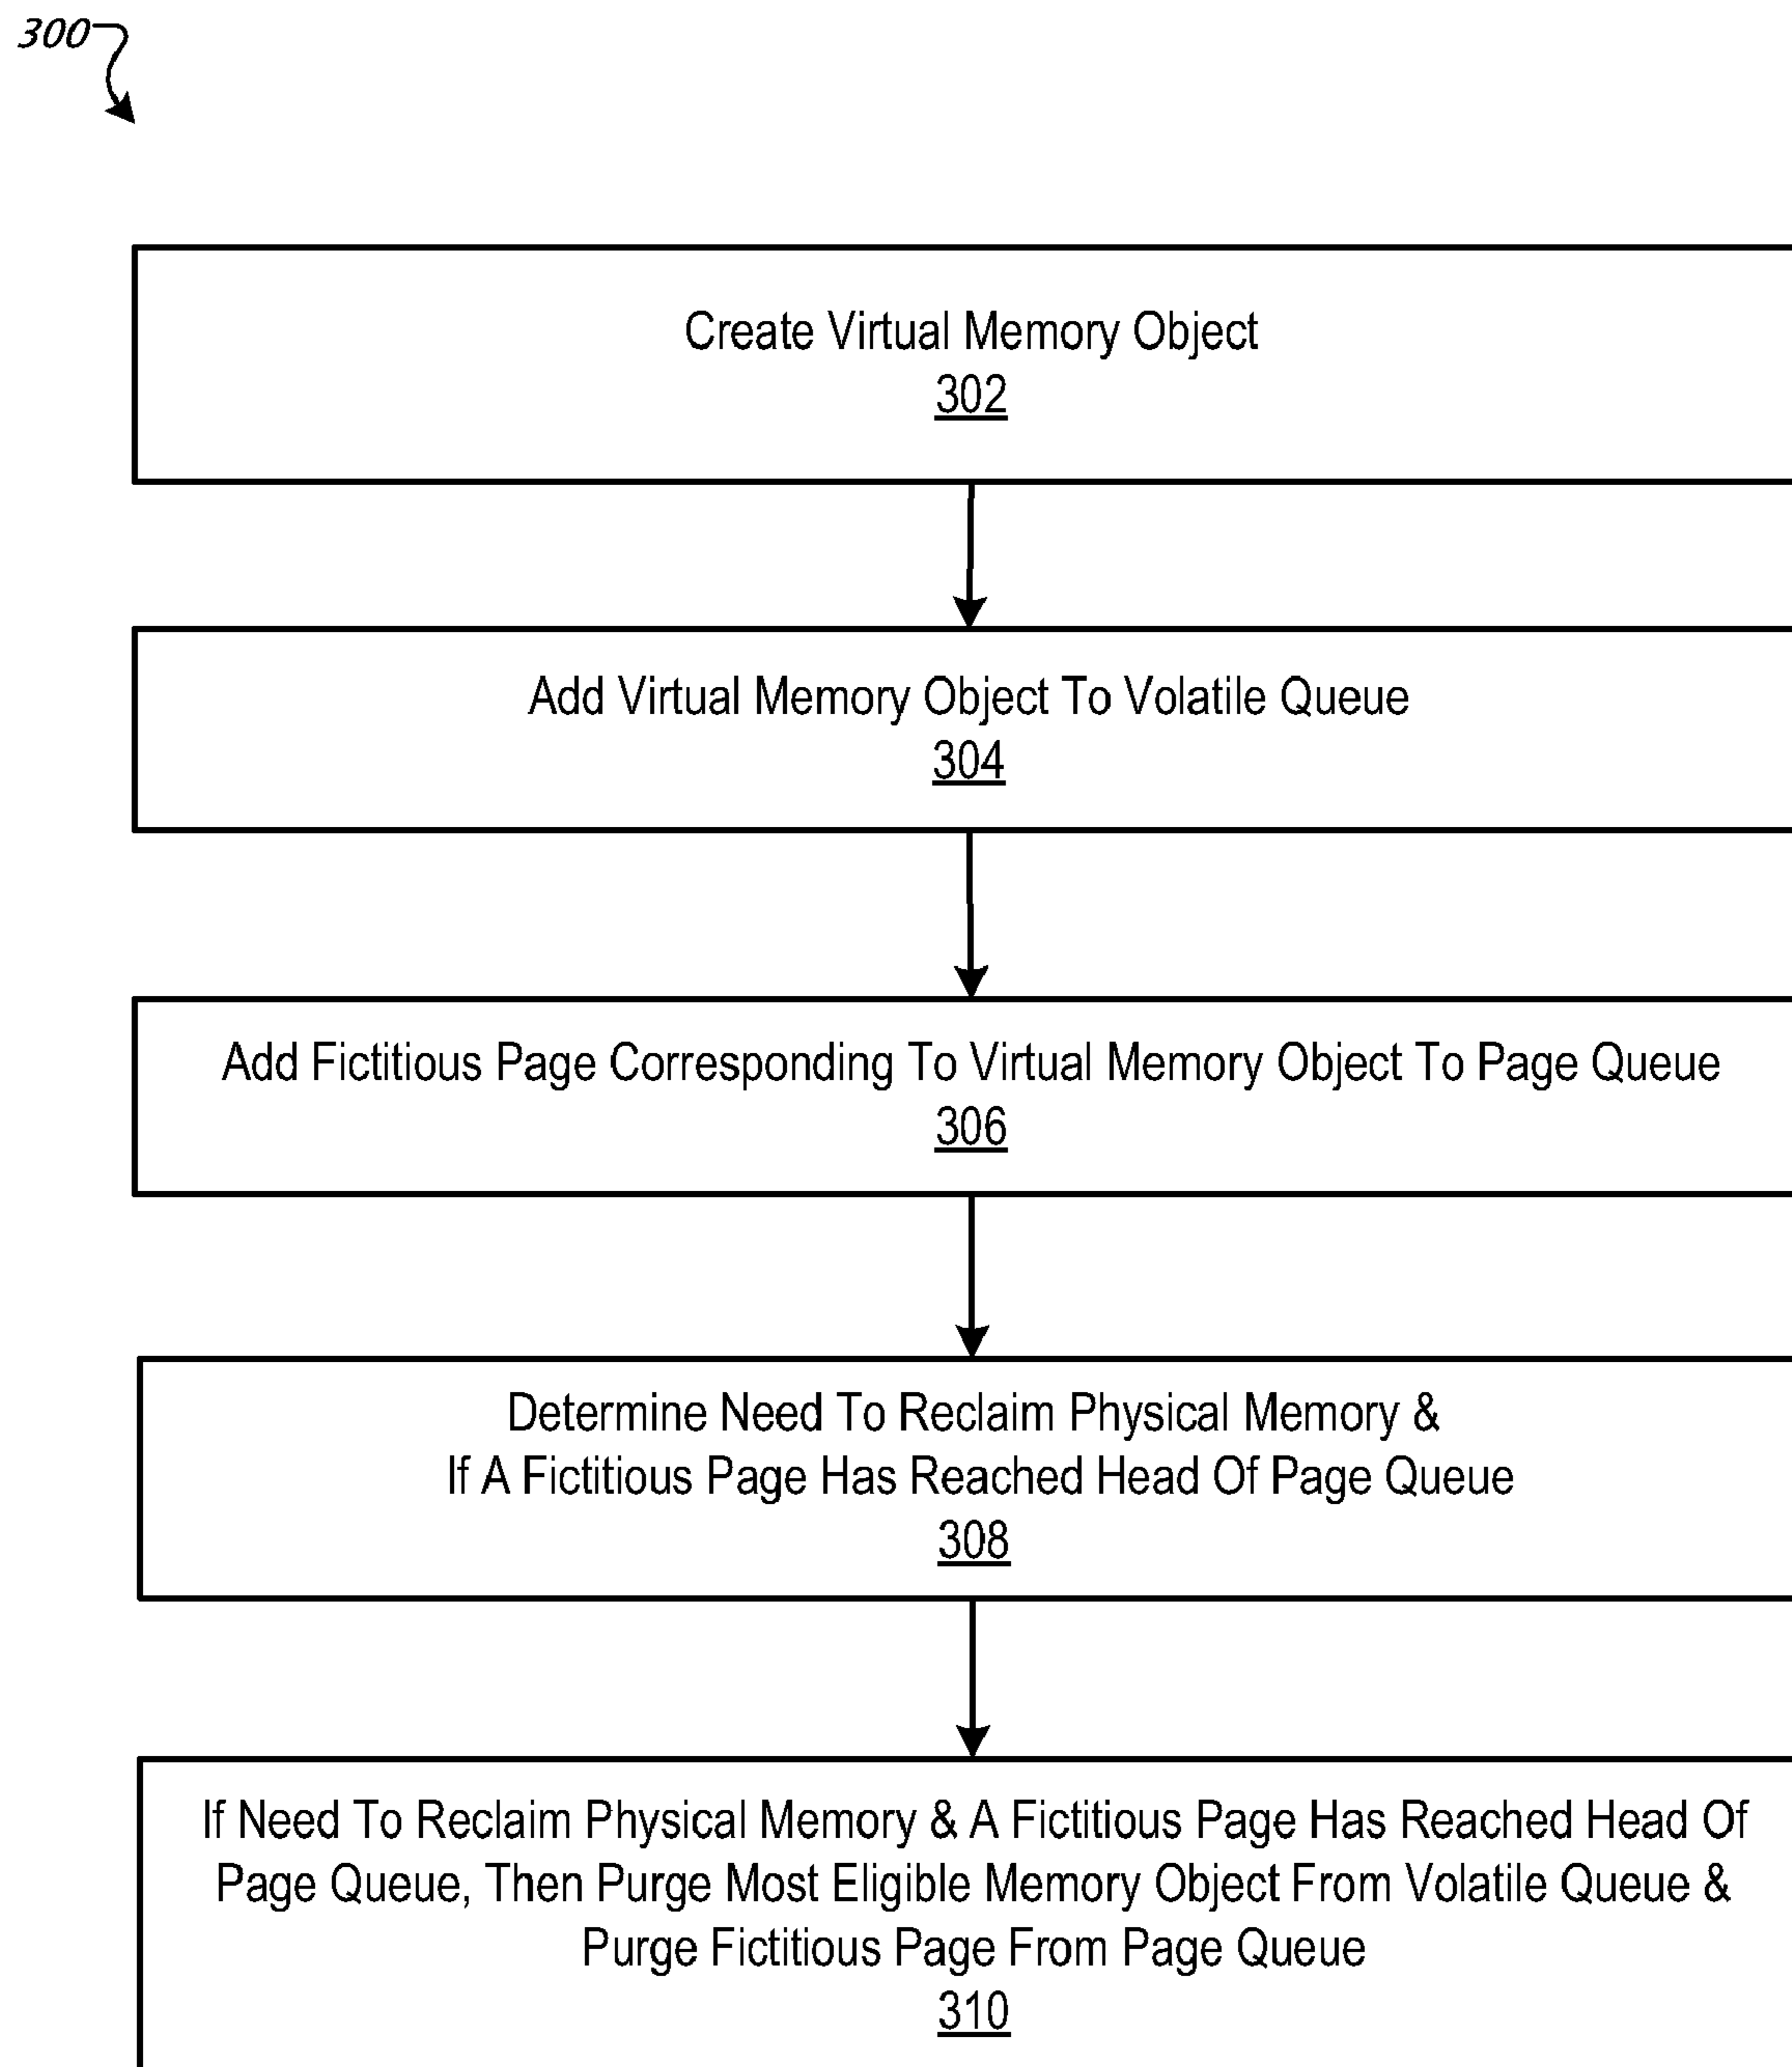 300
Create Virtual Memory Object
302
Add Virtual Memory Object To Volatile Queue
304
Add Fictitious Page Corresponding To Virtual Memory Object To Page Queue
306
Determine Need To Reclaim Physical Memory &
If A Fictitious Page Has Reached Head Of Page Queue
308
If Need To Reclaim Physical Memory & A Fictitious Page Has Reached Head Of
Page Queue, Then Purge Most Eligible Memory Object From Volatile Queue &
Purge Fictitious Page From Page Queue
310